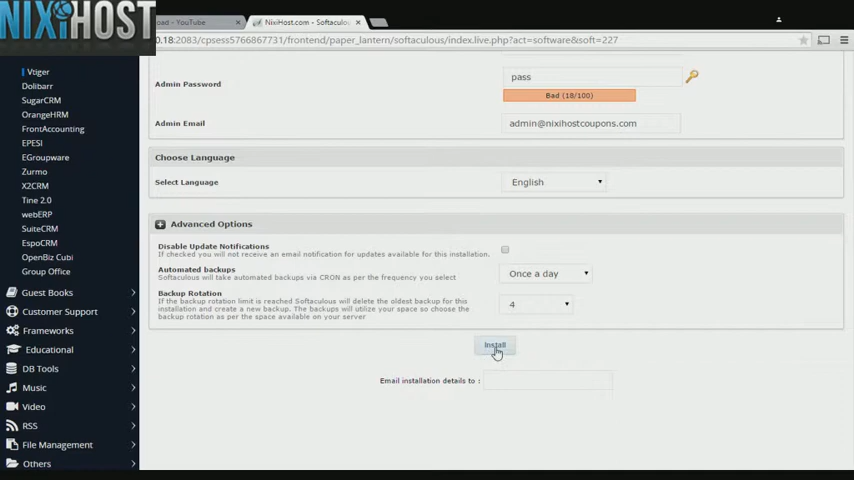 NIXIHOST
oad - YouTube
NixiHost.com - Softaculou
0.18:2083/cpsess5766867731/frontend/paper_lantern/softaculous/index.live.php?act=software&soft=227
Vtiger
Dolibarr
SugarCRM
OrangeHRM
FrontAccounting
EPESI
EGroupware
Zurmo
X2CRM
Tine 2.0
webERP
SuiteCRM
EspoCRM
OpenBiz Cubi
Group Office
Guest Books
Customer Support
Frameworks
Educational
DB Tools
Music
Video
RSS
File Management
Others
Admin Password
pass
Bad (18/100)
Admin Email
admin@nixihostcoupons.com
Choose Language
Select Language
English
Advanced Options
Disable Update Notifications
If checked you will not receive an email notification for updates available for this installation.
Automated backups
Softaculous will take automated backups via CRON as per the frequency you select
Once a day
Backup Rotation
If the backup rotation limit is reached Softaculous will delete the oldest backup for this
installation and create a new backup. The backups will utilize your space so choose the
backup rotation as per the space available on your server
4
Install
Email installation details to :